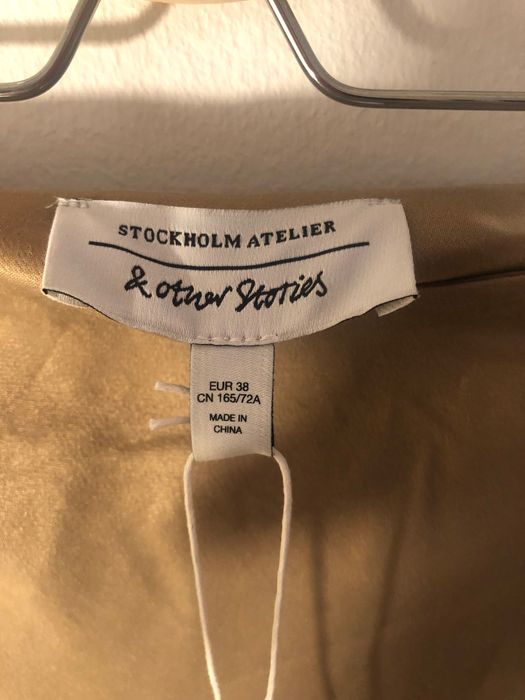 STOCKHOLM ATELIER
& other Stories
EUR 38
CN 165/72A
MADE IN
CHINA